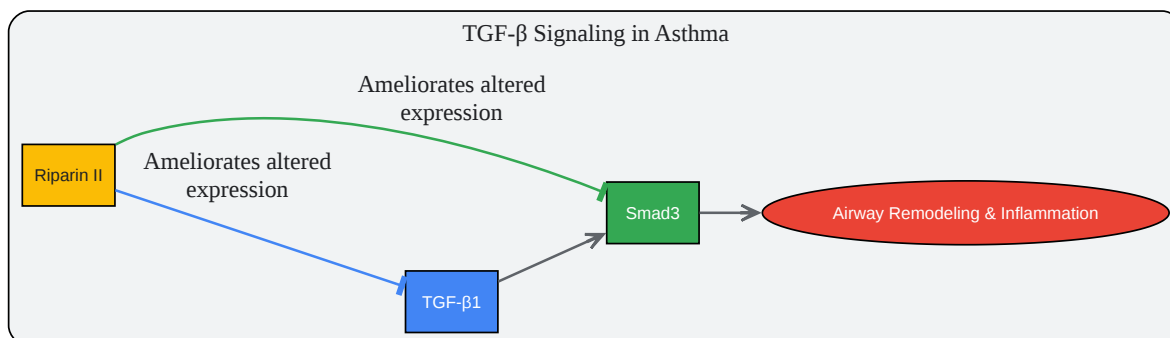 TGF-β Signaling in Asthma
Ameliorates altered
expression
Ameliorates altered
expression
Riparin II
Smad3
Airway Remodeling & Inflammation
TGF-β1